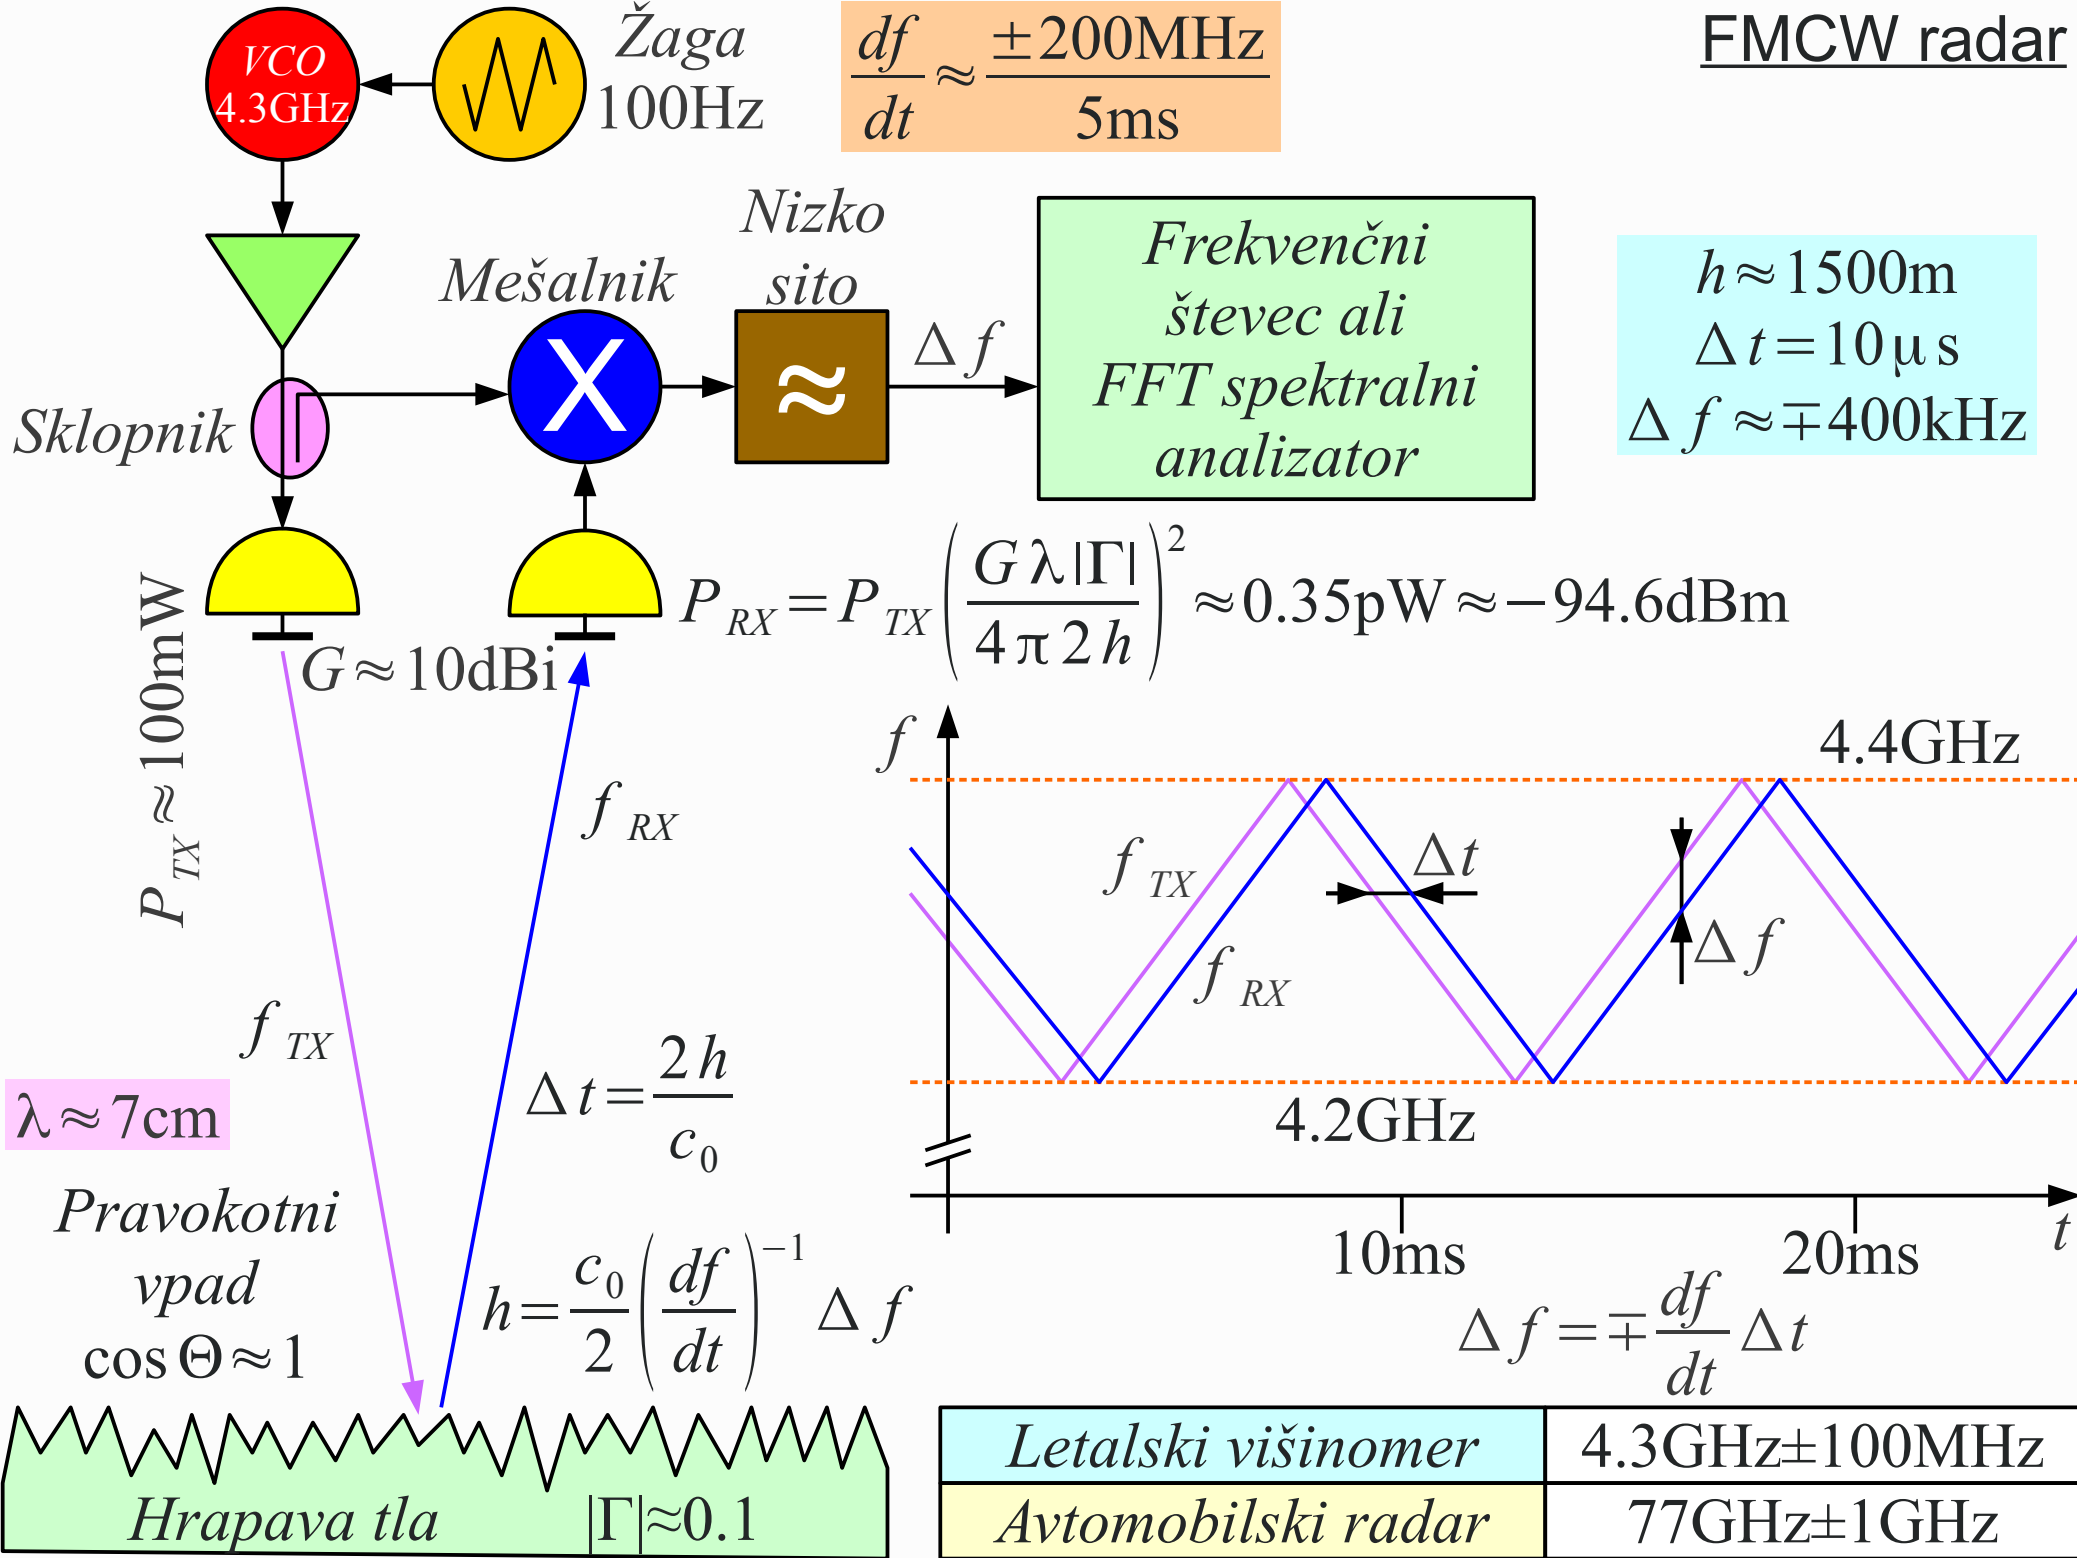 FMCW radar
VCO
4.3GHz
Žaga
100Hz
df/dt ≈ ±200MHz/5ms
Nizko
sito
Mešalnik
X
≈
Δf
Sklopnik
Frekvenčni
števec ali
FFT spektralni
analizator
h≈1500m
Δt=10μs
Δf≈∓400kHz
P_TX≈100mW
G≈10dBi
P_RX=P_TX(Gλ|Γ|/4π2h)^2≈0.35pW≈−94.6dBm
f_TX
f_RX
λ≈7cm
Δt=2h/c_0
h=c_0/2(df/dt)^−1 Δf
Pravokotni
vpad
cosΘ≈1
Hrapava tla |Γ|≈0.1
f
4.4GHz
f_TX
Δt
f_RX
Δf
4.2GHz
10ms
20ms
t
Δf=∓df/dt Δt
Letalski višinomer 4.3GHz±100MHz
Avtomobilski radar 77GHz±1GHz